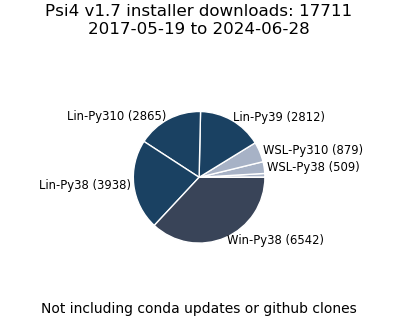 Psi4 v1.7 installer downloads: 17711
2017-05-19 to 2024-06-28
Lin-Py310 (2865)
Lin-Py39 (2812)
WSL-Py310 (879)
WSL-Py38 (509)
Lin-Py38 (3938)
Win-Py38 (6542)
Not including conda updates or github clones